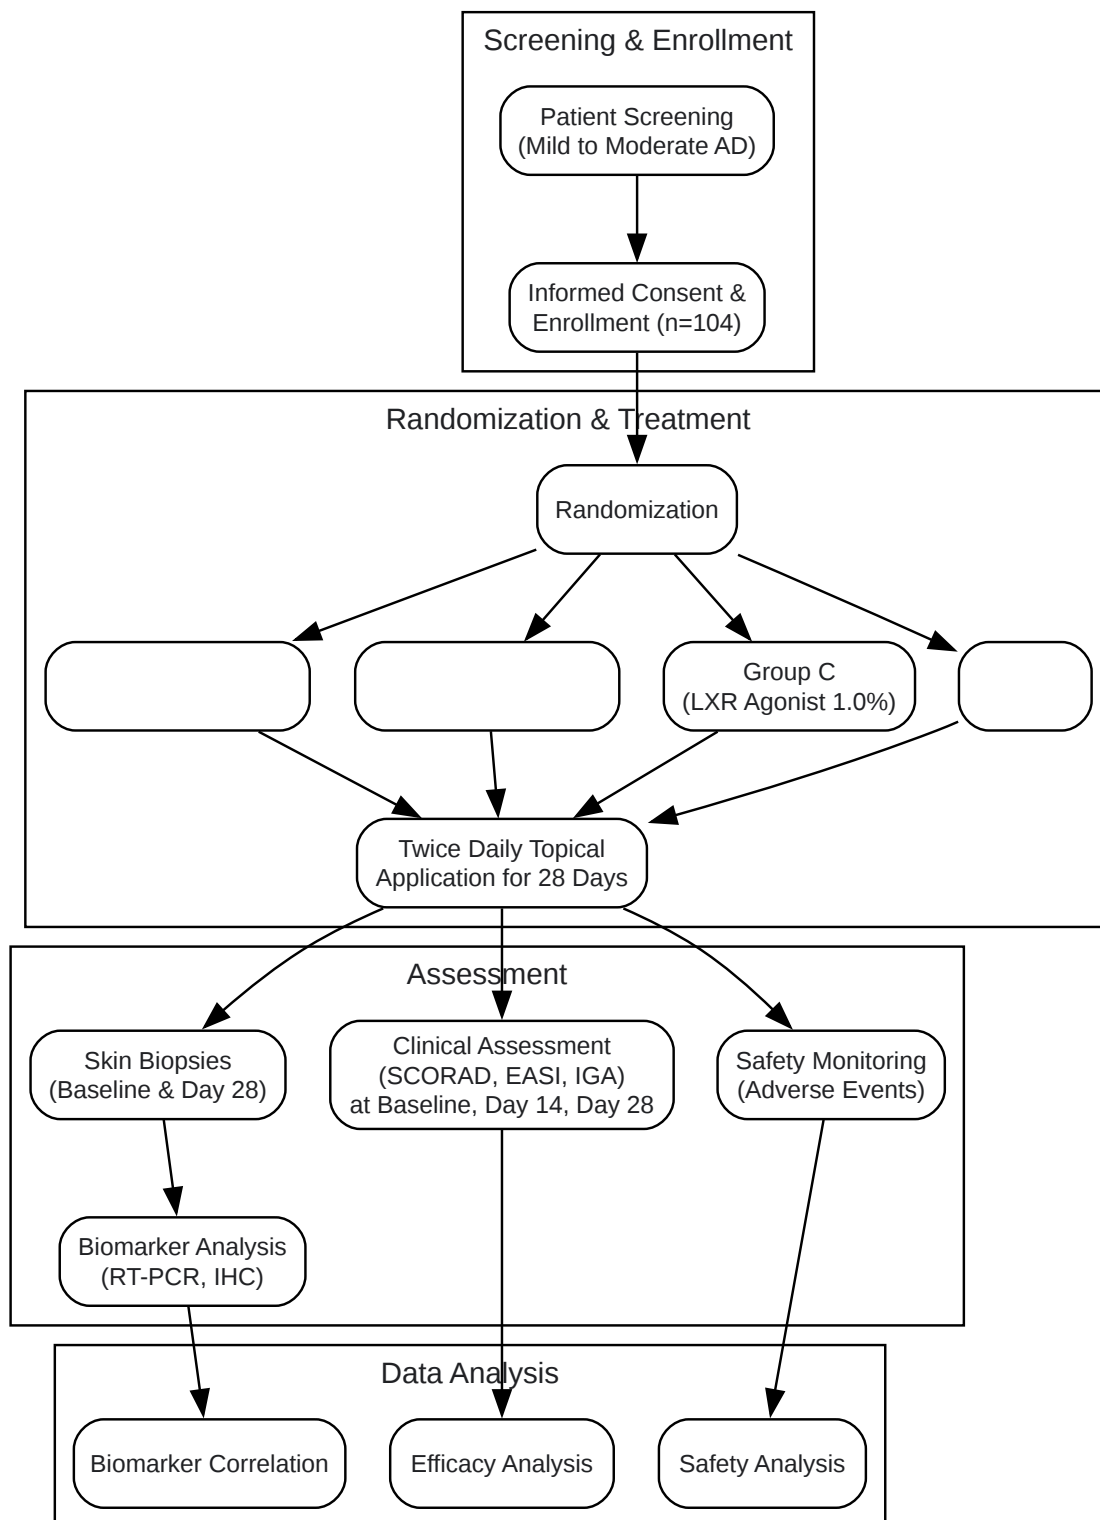 Screening & Enrollment
Patient Screening
(Mild to Moderate AD)
Informed Consent &
Enrollment (n=104)
Randomization & Treatment
Randomization
Group C
(LXR Agonist 1.0%)
Twice Daily Topical
Application for 28 Days
Assessment
Skin Biopsies
(Baseline & Day 28)
Clinical Assessment
(SCORAD, EASI, IGA)
at Baseline, Day 14, Day 28
Safety Monitoring
(Adverse Events)
Biomarker Analysis
(RT-PCR, IHC)
Data Analysis
Biomarker Correlation
Efficacy Analysis
Safety Analysis